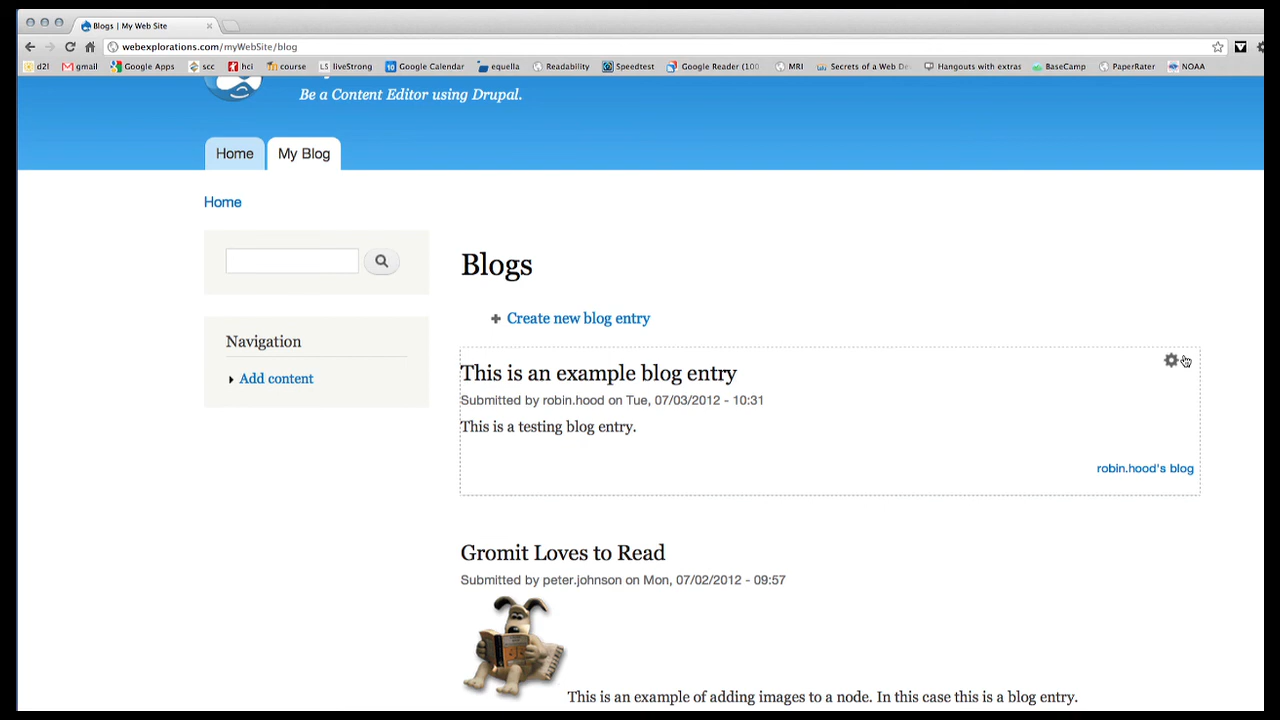 Blogs | My Web Site
webexplorations.com/myWebSite/blog
d2l gmail Google Apps scc hcl course liveStrong Google Calendar equella Readability Speedtest Google Reader (100 MRI Secrets of a Web De Hangouts with extras BaseCamp PaperRater NOAA
Be a Content Editor using Drupal.
Home My Blog
Home
Blogs
Create new blog entry
Navigation
Add content
This is an example blog entry
Submitted by robin.hood on Tue, 07/03/2012 - 10:31
This is a testing blog entry.
robin.hood's blog
Gromit Loves to Read
Submitted by peter.johnson on Mon, 07/02/2012 - 09:57
This is an example of adding images to a node. In this case this is a blog entry.